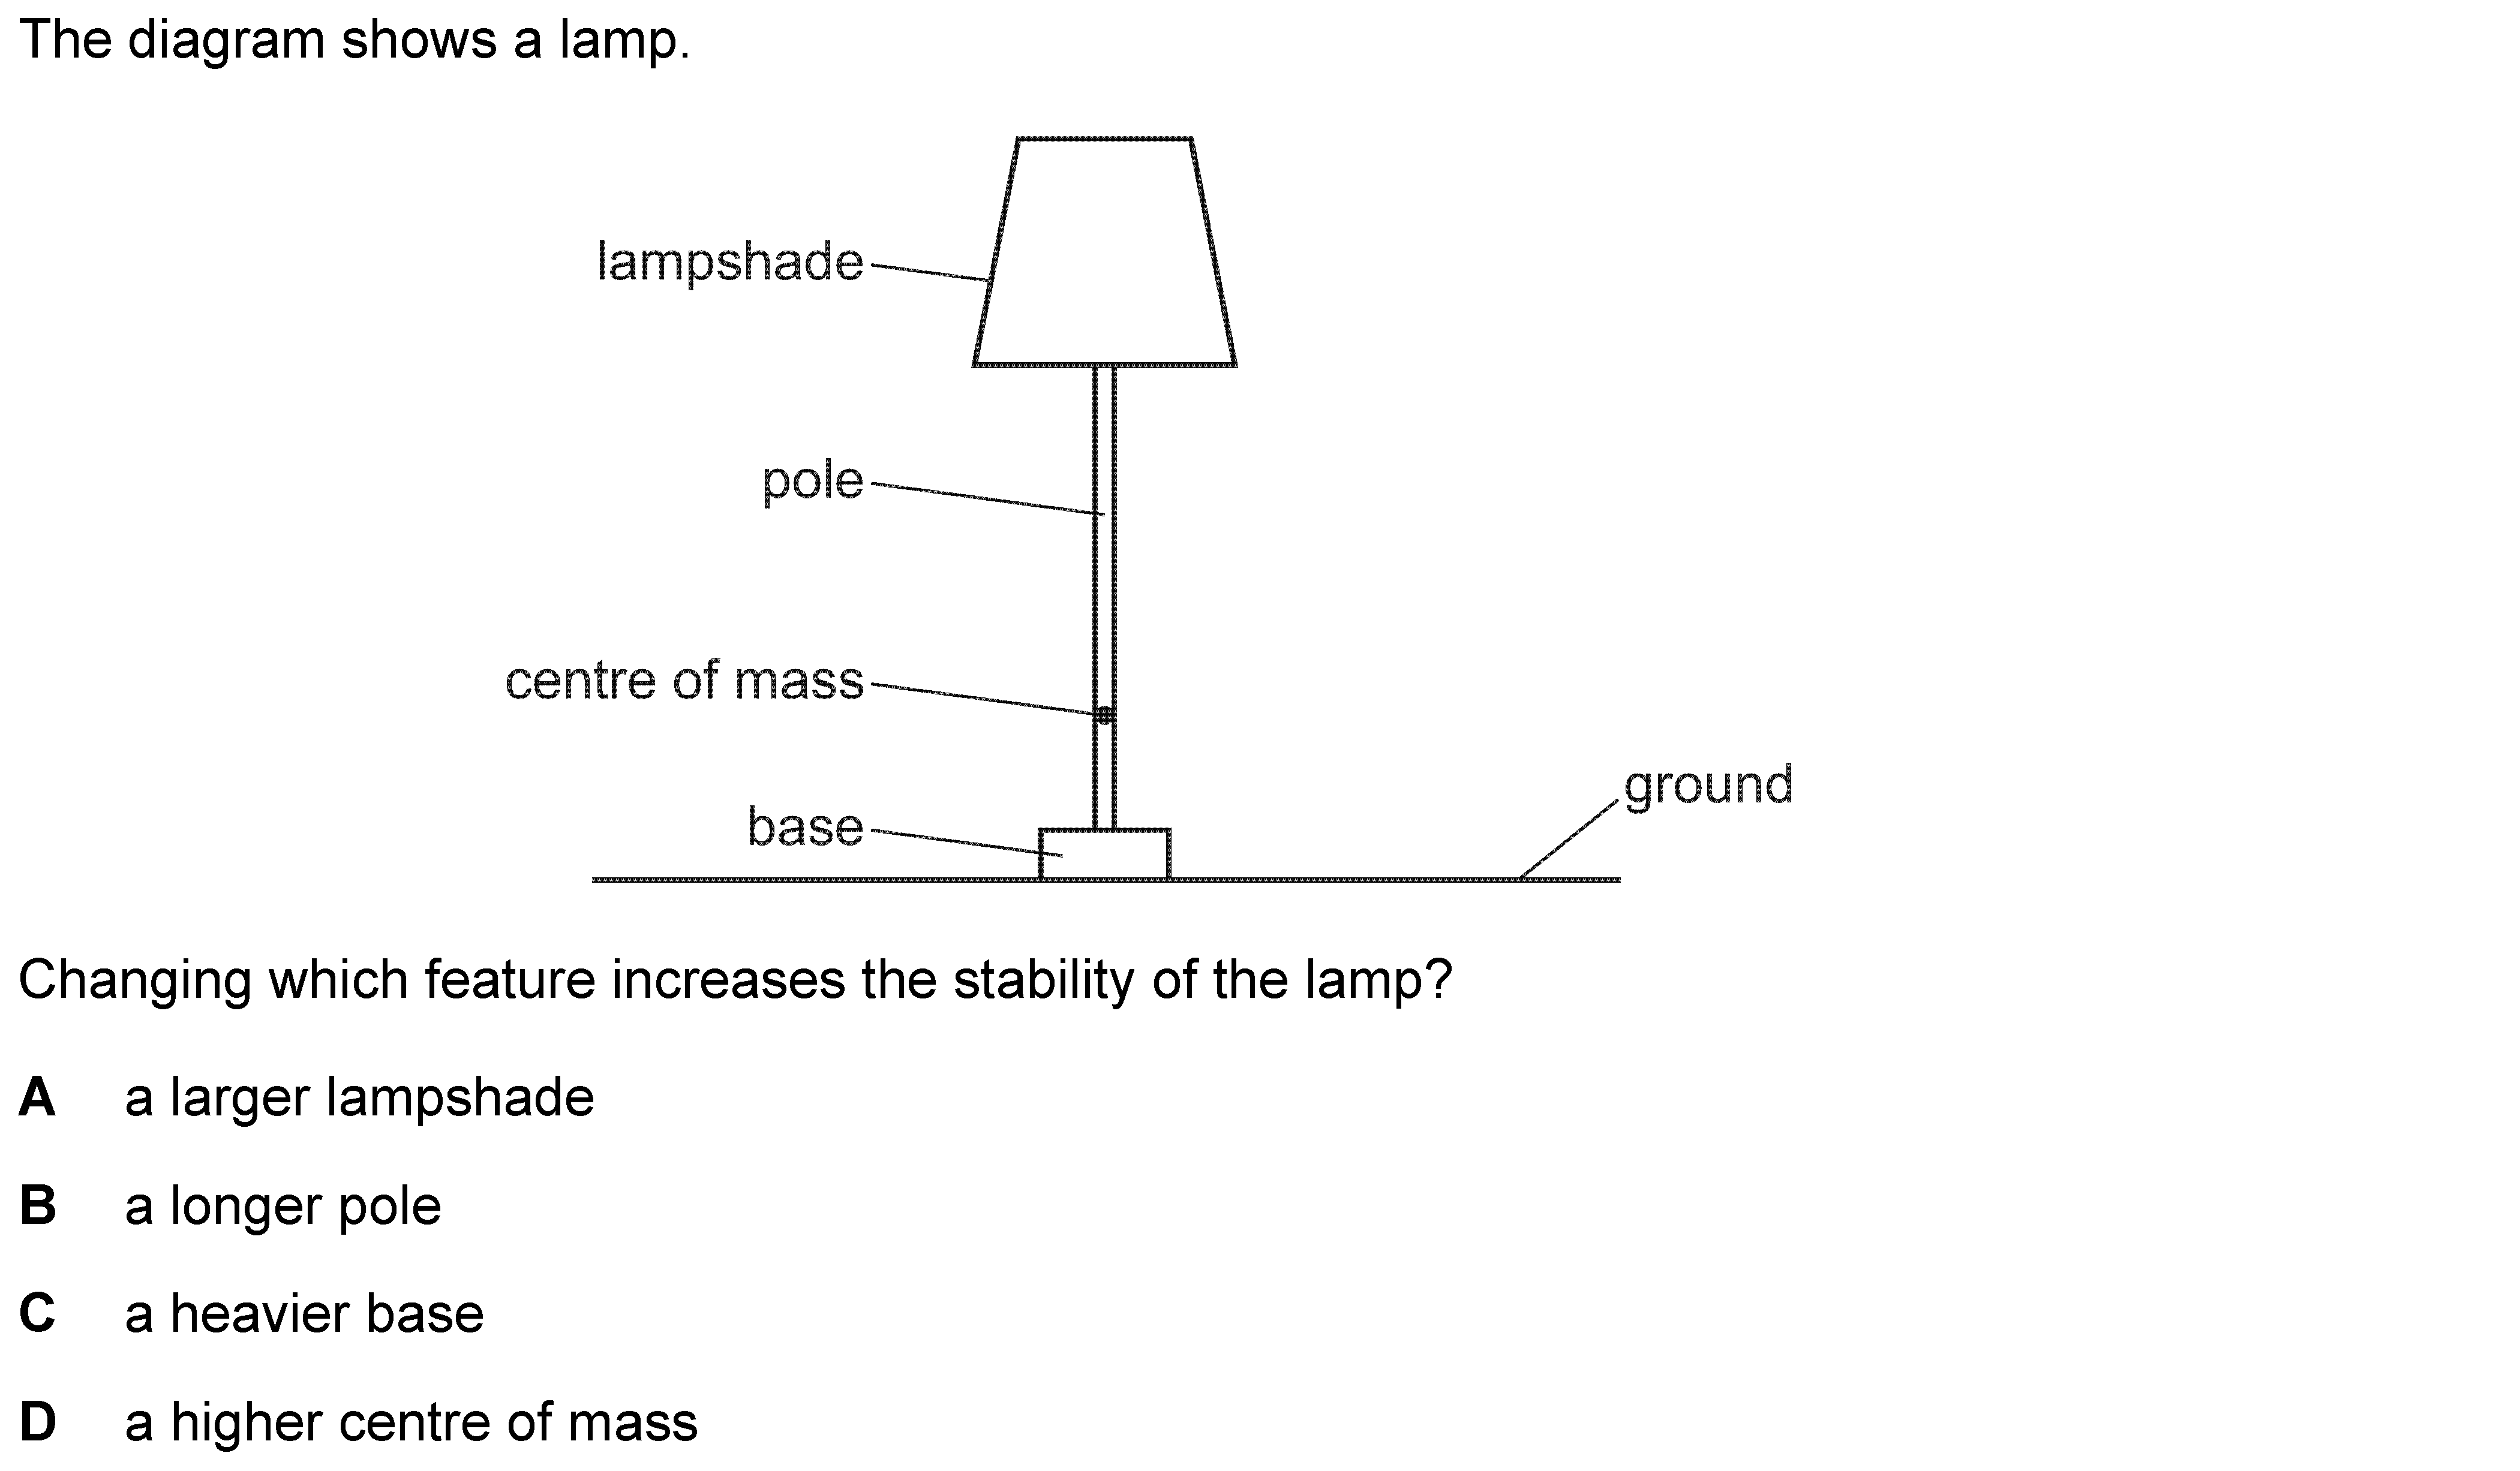 The diagram shows a lamp.
lampshade
pole
centre of mass
base
ground
Changing which feature increases the stability of the lamp?
A a larger lampshade
B a longer pole
C a heavier base
D a higher centre of mass